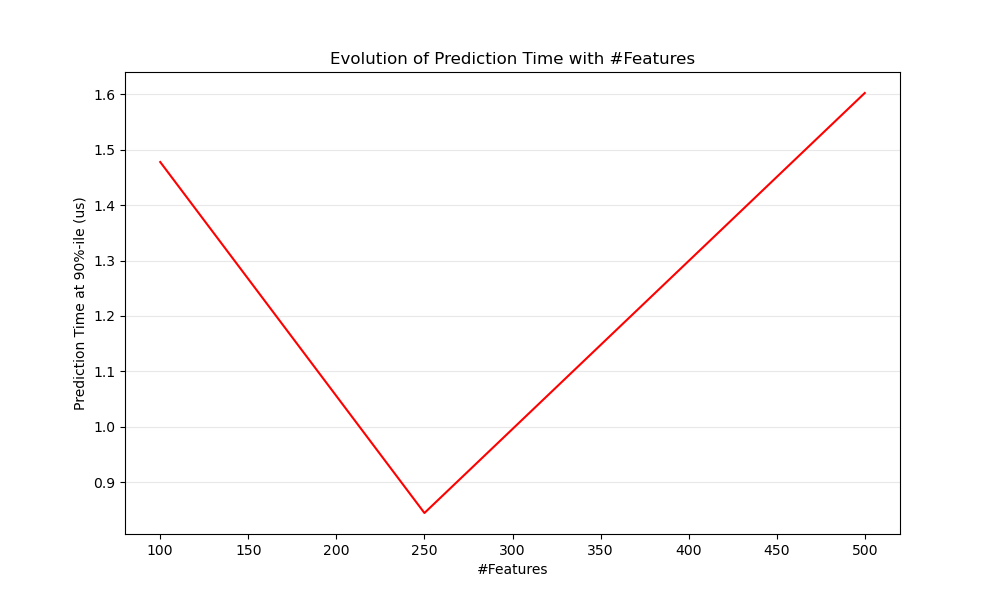 Evolution of Prediction Time with #Features
Prediction Time at 90%-ile (us)
1.6
1.5
1.4
1.3
1.2
1.1
1.0
0.9
100 150 200 250 300 350 400 450 500
#Features